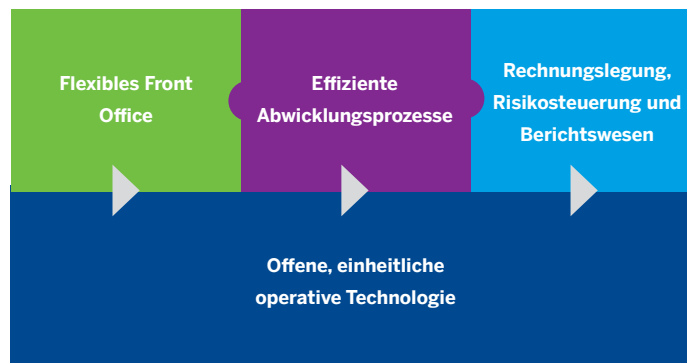 Flexibles Front
Office
Effiziente
Abwicklungsprozesse
Rechnungslegung,
Risikosteuerung und
Berichtswesen
Offene, einheitliche
operative Technologie